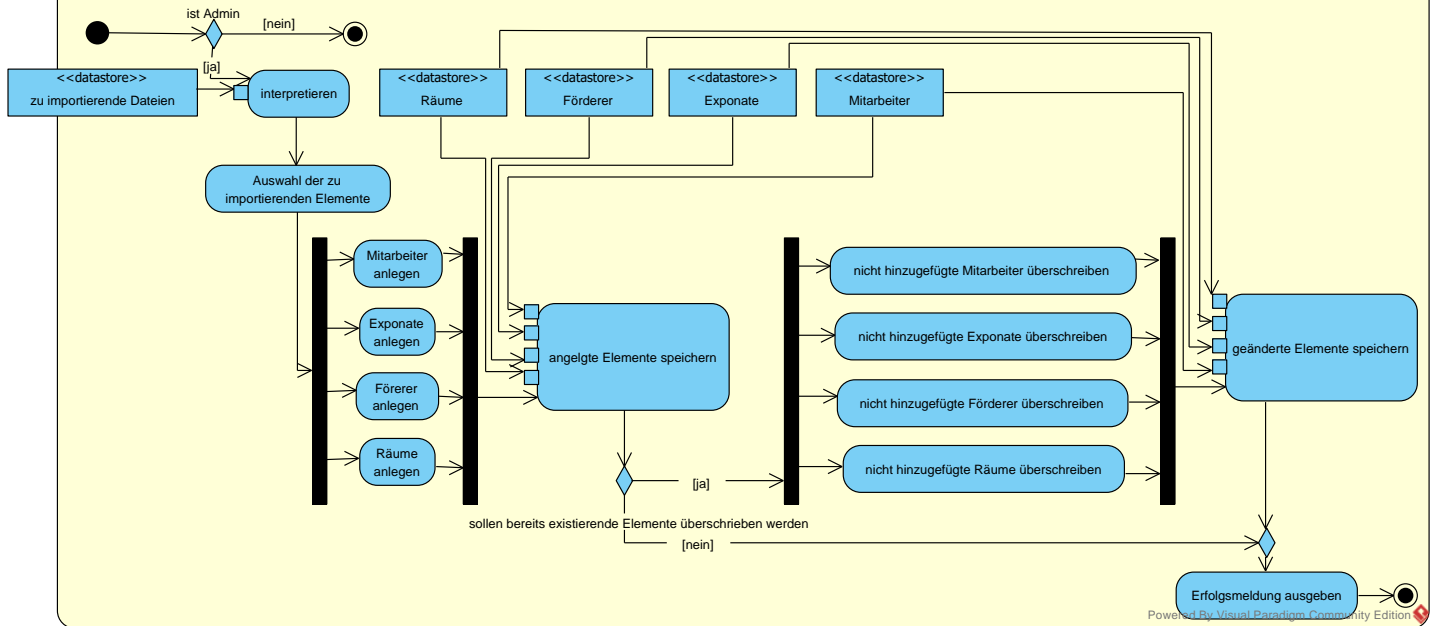 ist Admin
[nein]
[ja]
<<datastore>>
zu importierende Dateien
interpretieren
<<datastore>>
Räume
<<datastore>>
Förderer
<<datastore>>
Exponate
<<datastore>>
Mitarbeiter
Auswahl der zu
importierenden Elemente
Mitarbeiter
anlegen
Exponate
anlegen
Förerer
anlegen
Räume
anlegen
angelgte Elemente speichern
nicht hinzugefügte Mitarbeiter überschreiben
nicht hinzugefügte Exponate überschreiben
nicht hinzugefügte Förderer überschreiben
nicht hinzugefügte Räume überschreiben
geänderte Elemente speichern
[ja]
sollen bereits existierende Elemente überschrieben werden
[nein]
Erfolgsmeldung ausgeben
Powered By Visual Paradigm Community Edition